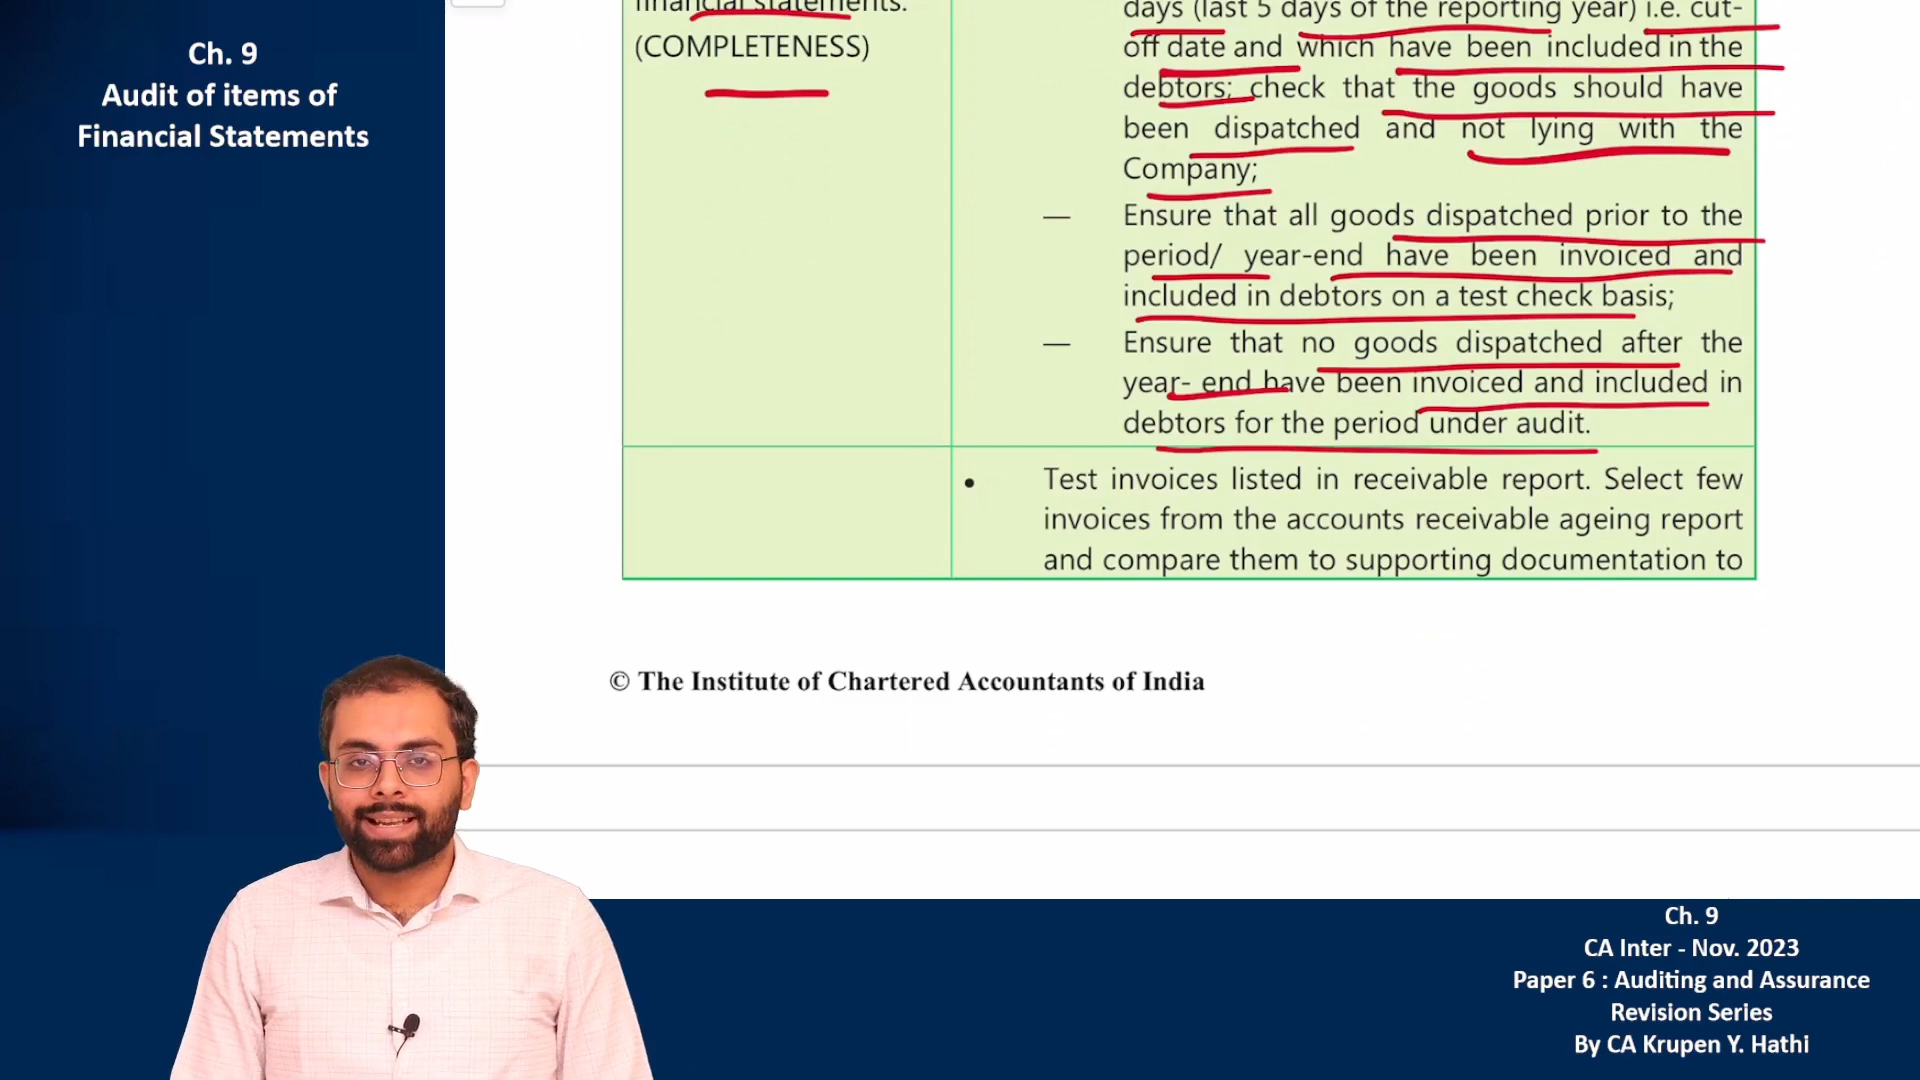 Ch. 9
Audit of items of
Financial Statements
financial statements.
(COMPLETENESS)
days (last 5 days of the reporting year) i.e. cut-
off date and which have been included in the
debtors; check that the goods should have
been dispatched and not lying with the
Company;
— Ensure that all goods dispatched prior to the
period/ year-end have been invoiced and
included in debtors on a test check basis;
— Ensure that no goods dispatched after the
year- end have been invoiced and included in
debtors for the period under audit.
• Test invoices listed in receivable report. Select few
invoices from the accounts receivable ageing report
and compare them to supporting documentation to
© The Institute of Chartered Accountants of India
Ch. 9
CA Inter - Nov. 2023
Paper 6 : Auditing and Assurance
Revision Series
By CA Krupen Y. Hathi